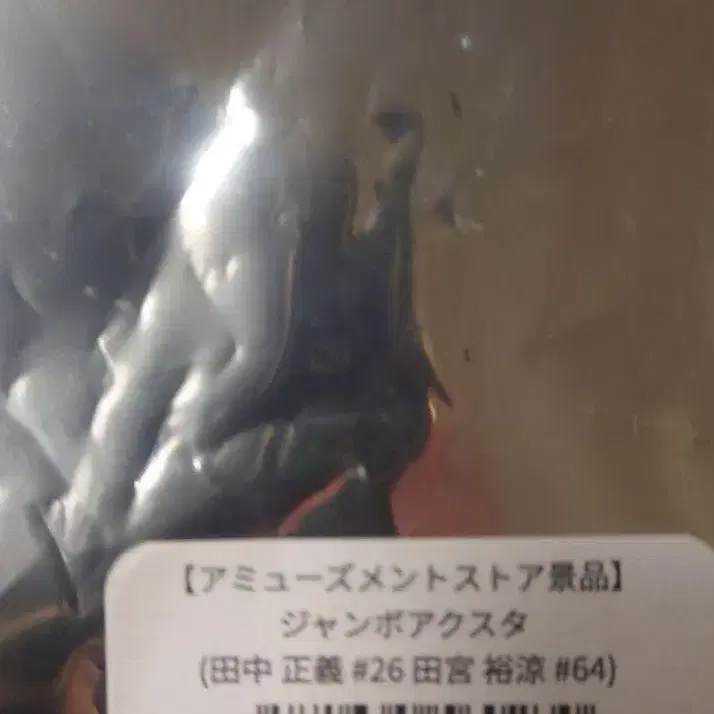 【アミューズメントストア景品】
ジャンボアクスタ
(田中 正義 #26 田宮 裕涼 #64)